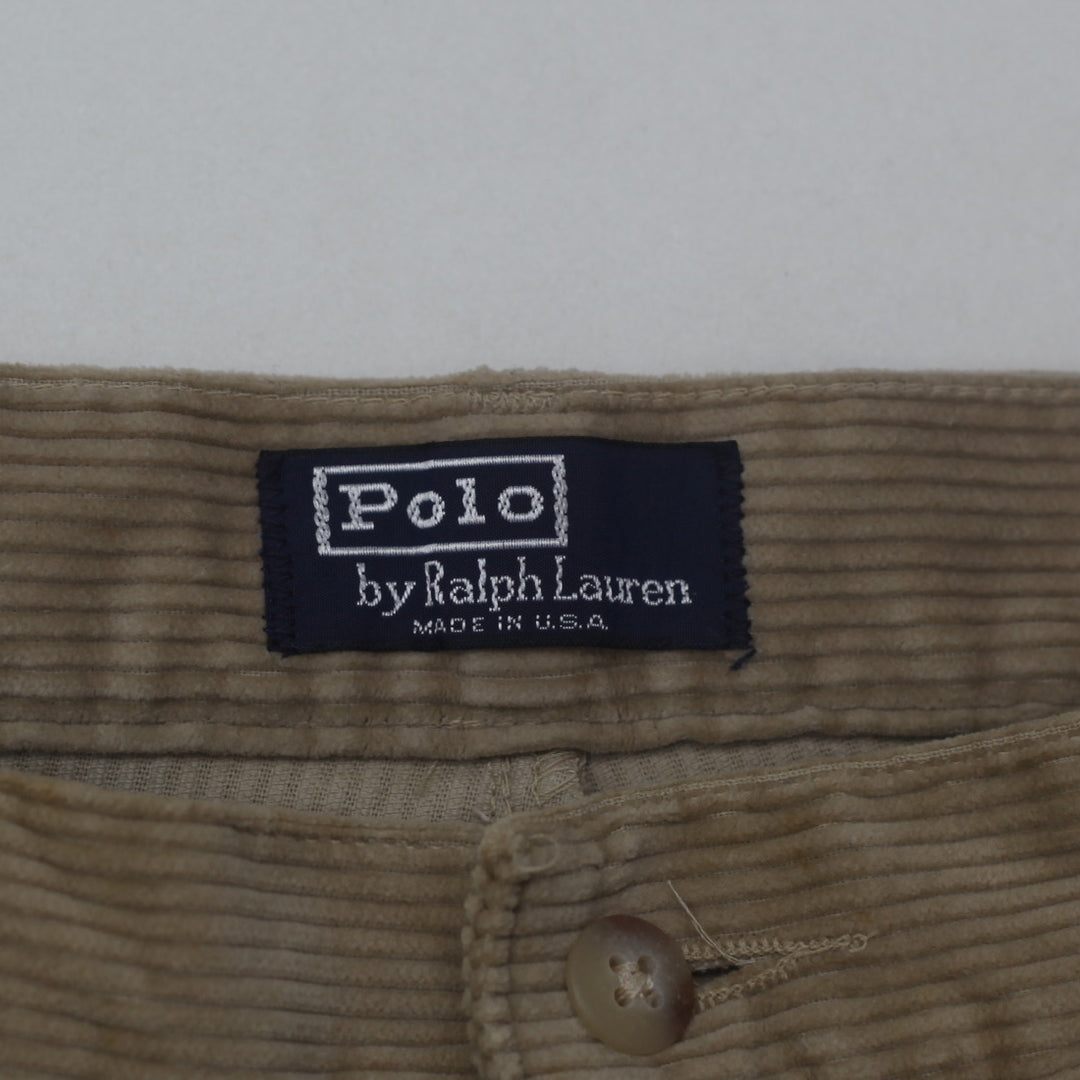 Polo
by Ralph Lauren
MADE IN U.S.A.